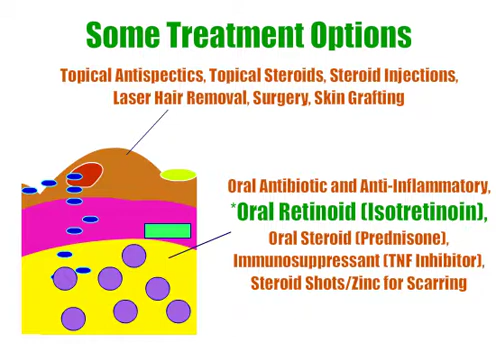 Some Treatment Options
Topical Antispectics, Topical Steroids, Steroid Injections,
Laser Hair Removal, Surgery, Skin Grafting
Oral Antibiotic and Anti-Inflammatory,
*Oral Retinoid (Isotretinoin),
Oral Steroid (Prednisone),
Immunosuppressant (TNF Inhibitor),
Steroid Shots/Zinc for Scarring